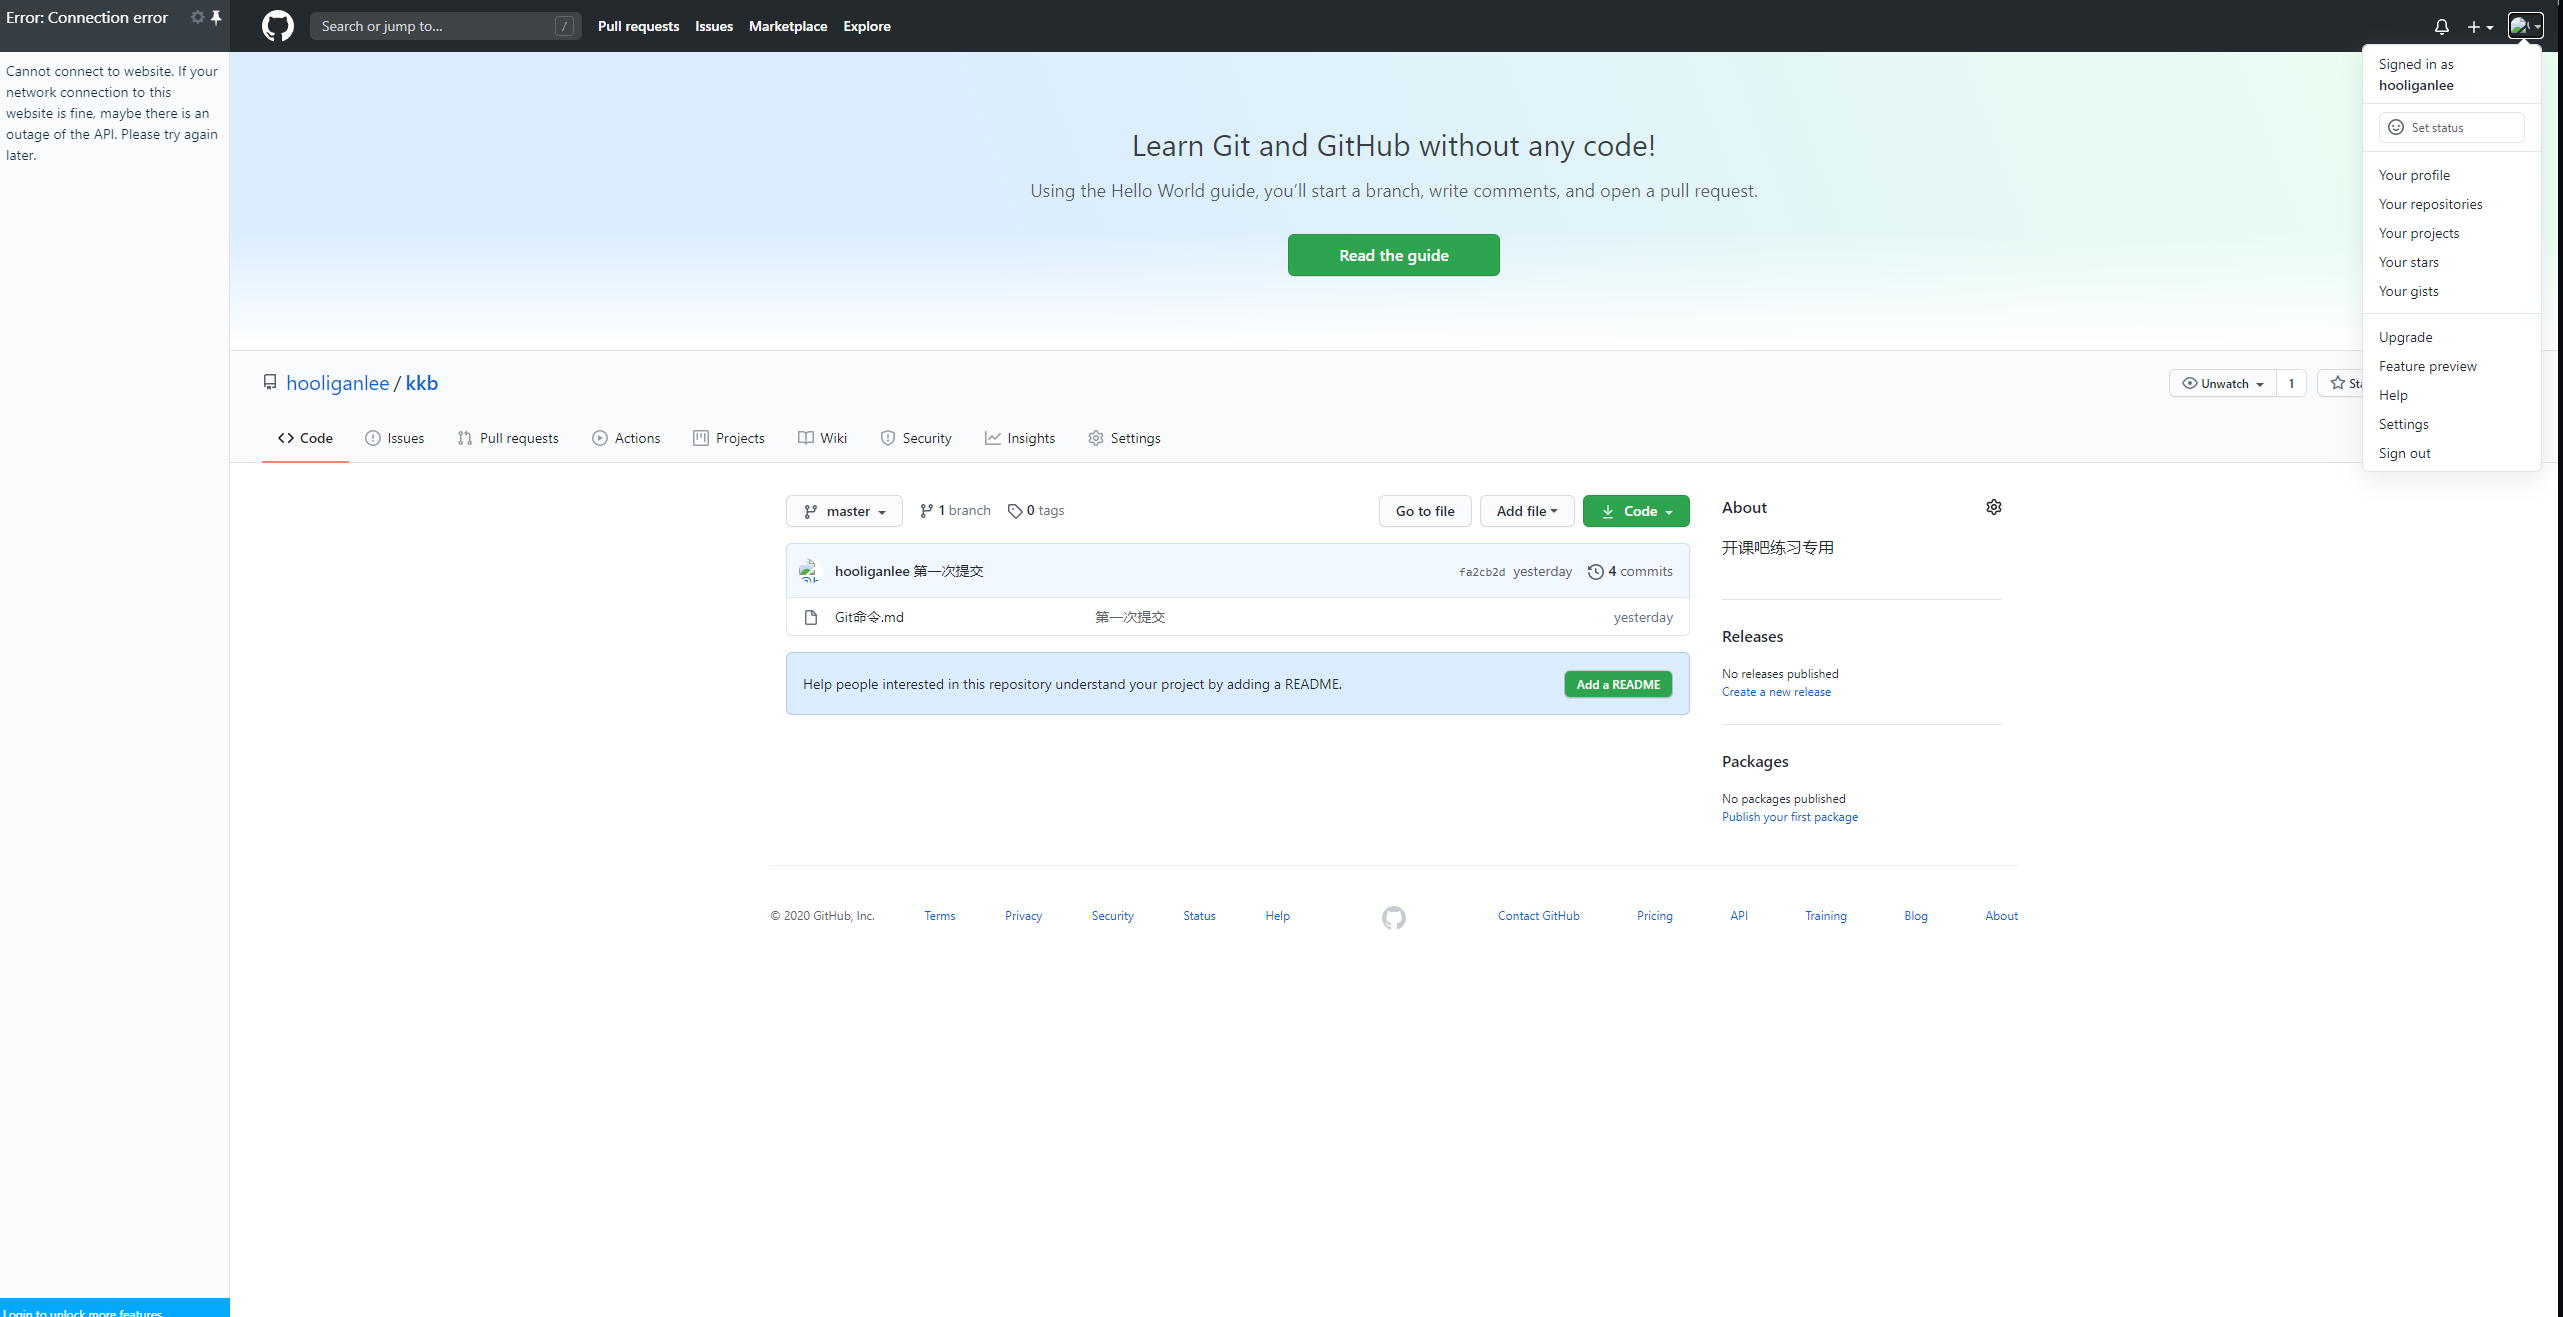 Error: Connection error
Cannot connect to website. If your
network connection to this
website is fine, maybe there is an
outage of the API. Please try again
later.
Search or jump to... /
Pull requests Issues Marketplace Explore
Signed in as
hooliganlee
Set status
Your profile
Your repositories
Your projects
Your stars
Your gists
Upgrade
Feature preview
Help
Settings
Sign out
Learn Git and GitHub without any code!
Using the Hello World guide, you’ll start a branch, write comments, and open a pull request.
Read the guide
hooliganlee / kkb
Unwatch 1
Code Issues Pull requests Actions Projects Wiki Security Insights Settings
master 1 branch 0 tags Go to file Add file Code
hooliganlee 第一次提交 fa2cb2d yesterday 4 commits
Git命令.md 第一次提交 yesterday
Help people interested in this repository understand your project by adding a README. Add a README
About
开课吧练习专用
Releases
No releases published
Create a new release
Packages
No packages published
Publish your first package
© 2020 GitHub, Inc. Terms Privacy Security Status Help Contact GitHub Pricing API Training Blog About
Login to unlock more features